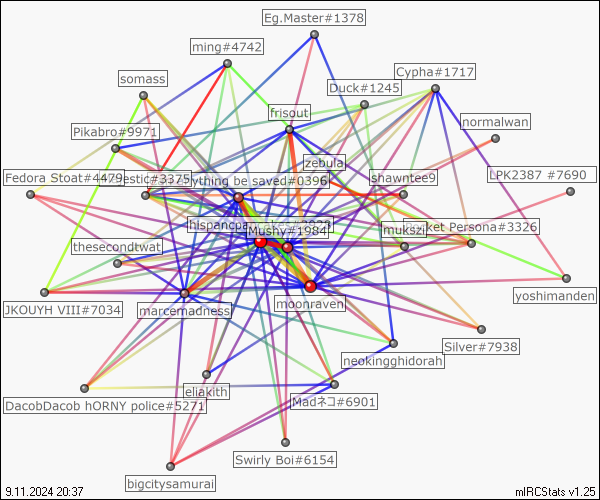 Eg.Master#1378
ming#4742
Cypha#1717
somass
Duck#1245
frisout
normalwan
Pikabro#9971
zebula
Fedora Stoat#4479
estic#3375
ything be saved#0396
shawntee9
LPK2387 #7690
hispancpa
Mushy#1984
mukszi
ket Persona#3326
thesecondtwat
yoshimanden
JKOUYH VIII#7034
marcemadness
moonraven
Silver#7938
neokingghidorah
eliakith
DacobDacob hORNY police#5271
Madネコ#6901
Swirly Boi#6154
bigcitysamurai
9.11.2024 20:37
mIRCStats v1.25